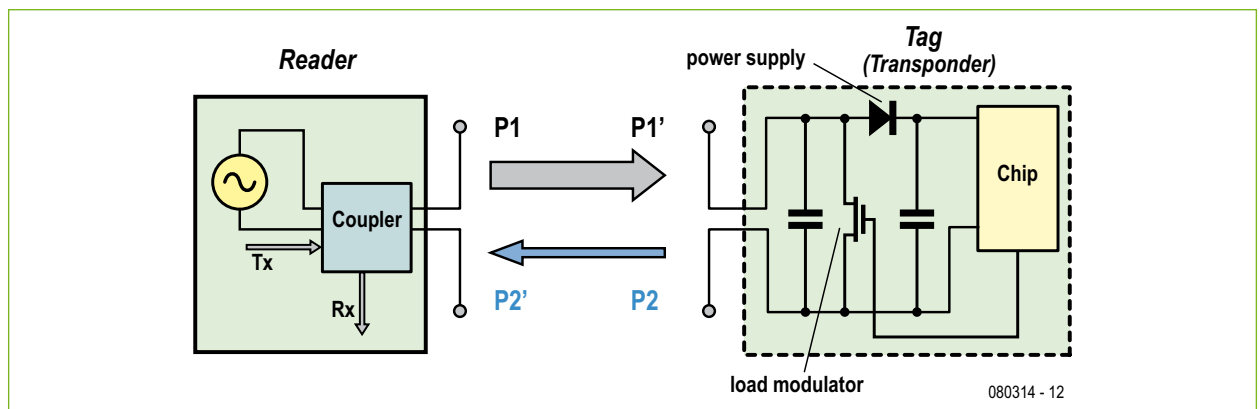 Reader
Tag
(Transponder)
power supply
P1
P1’
Chip
Coupler
Tx
Rx
P2’
P2
load modulator
080314 - 12